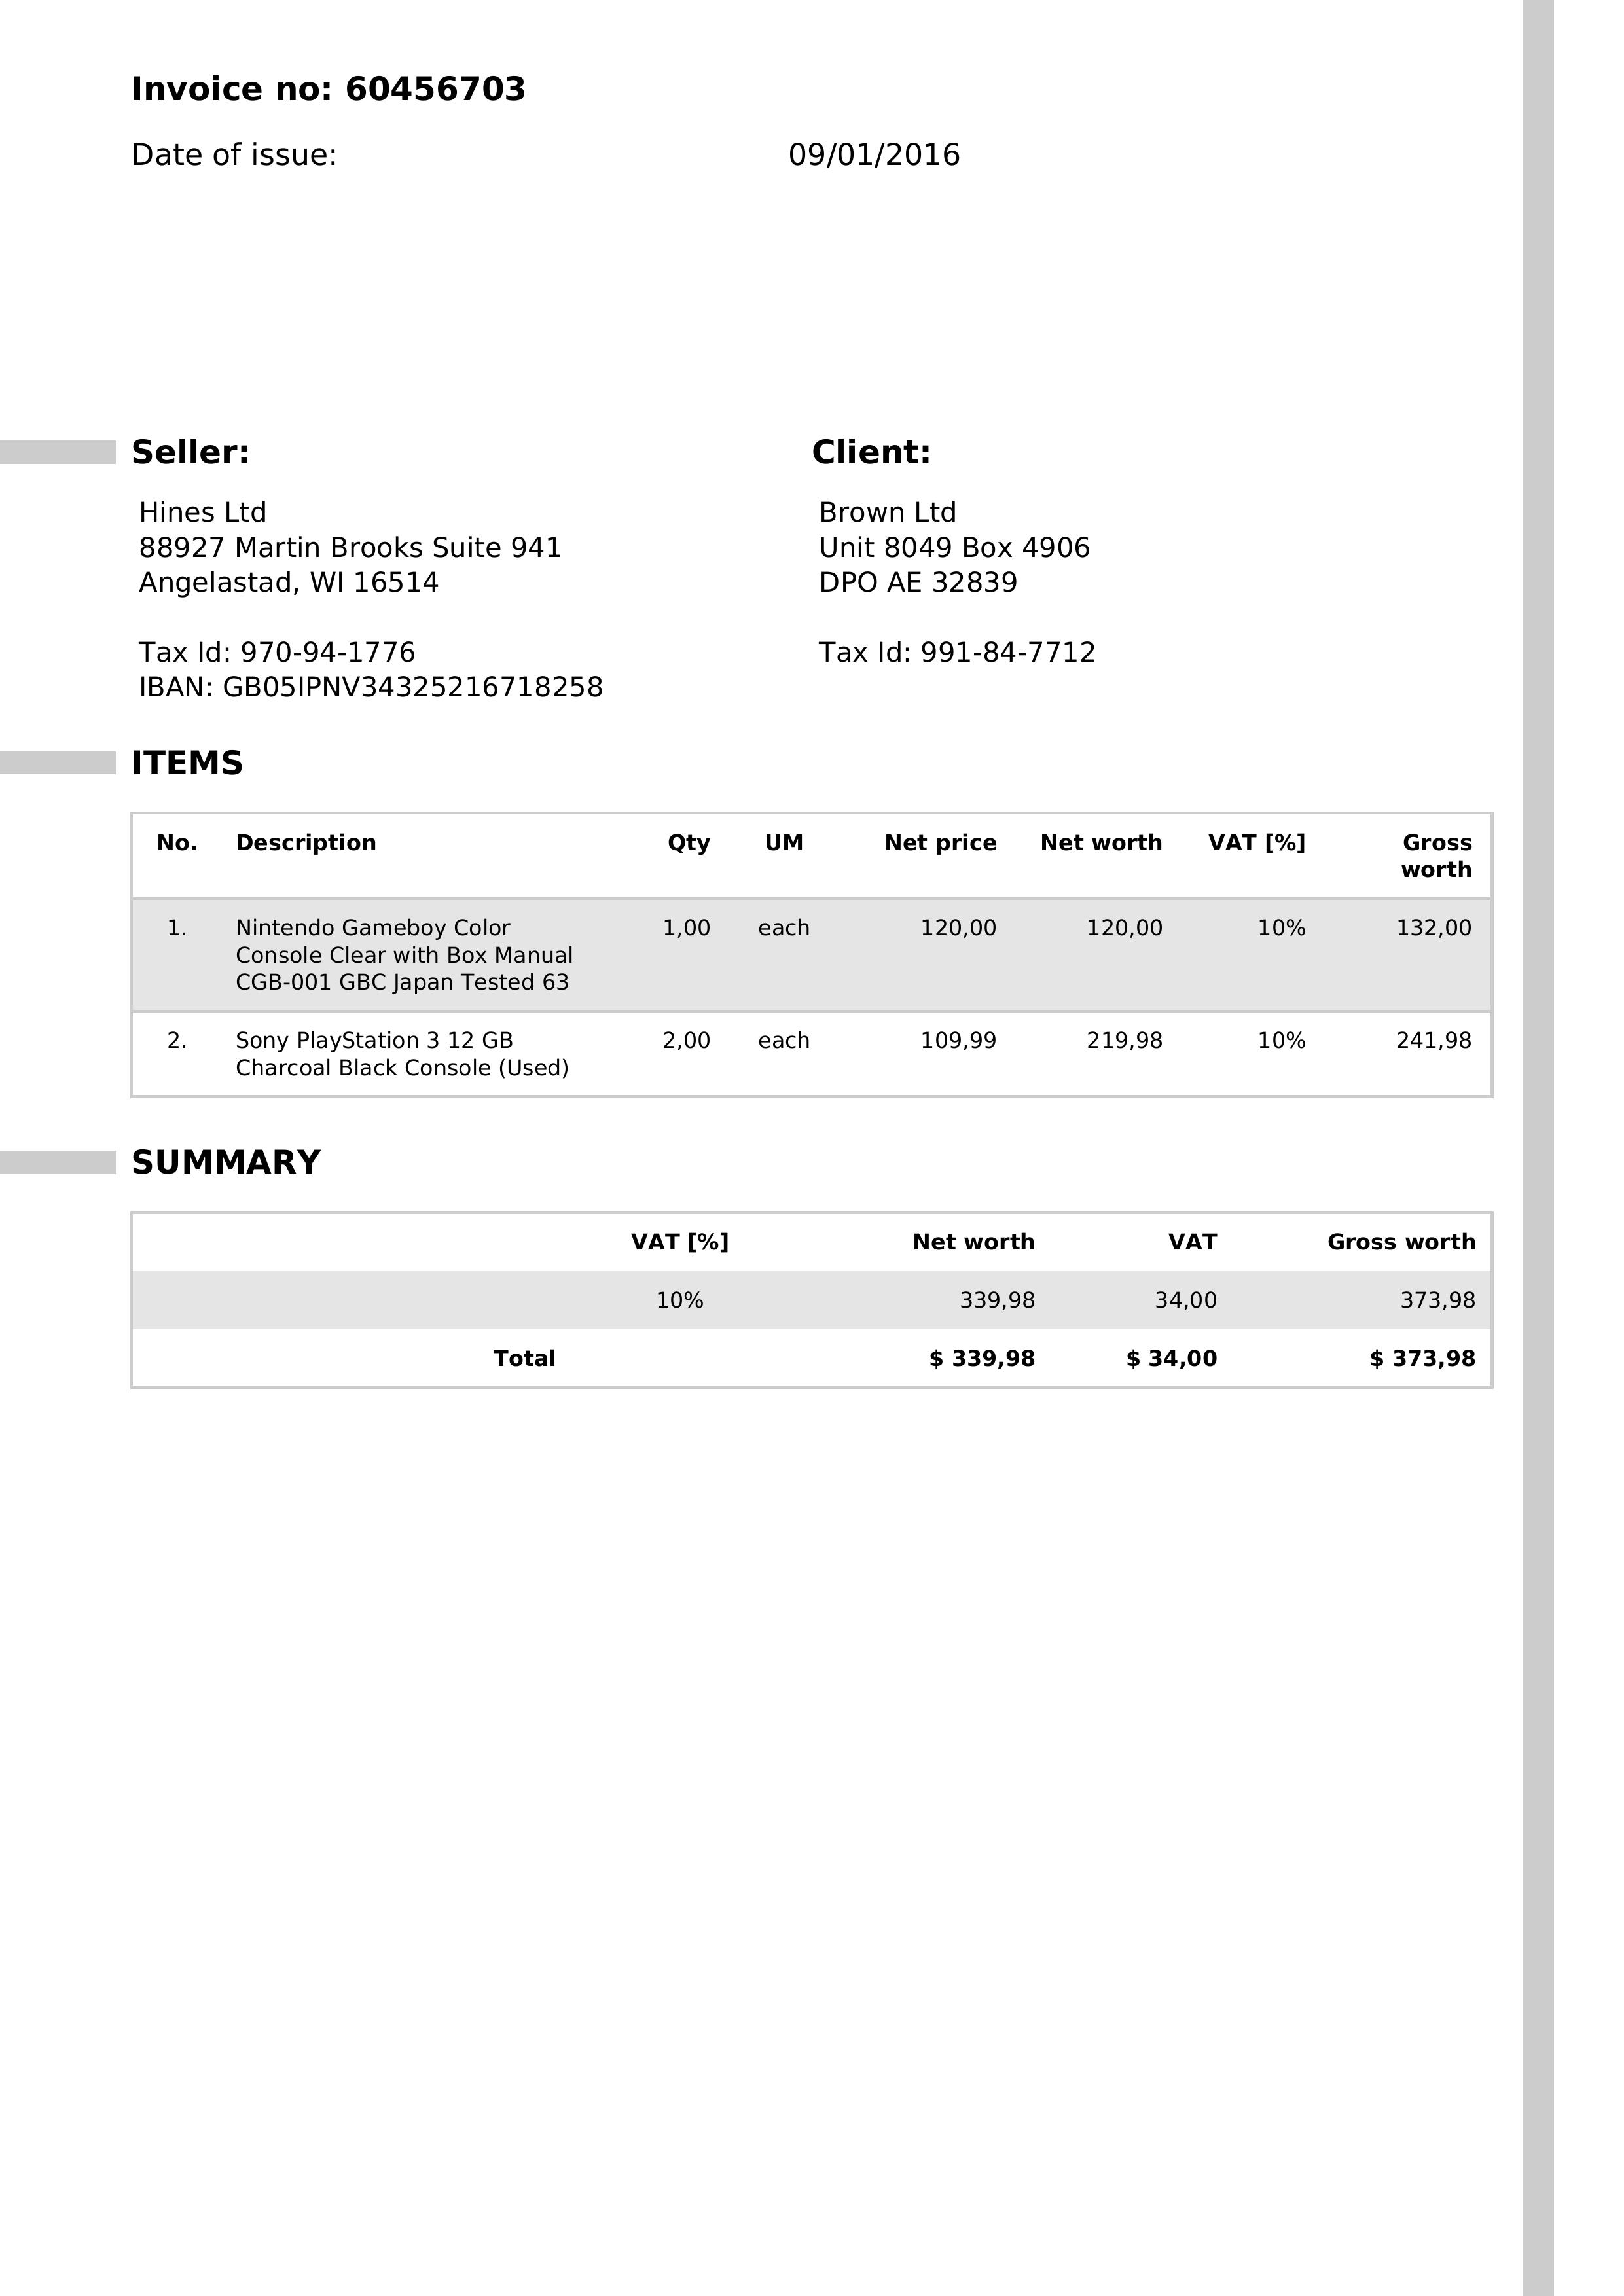 Invoice no: 60456703
Date of issue: 09/01/2016
Seller:
Hines Ltd
88927 Martin Brooks Suite 941
Angelastad, WI 16514
Tax Id: 970-94-1776
IBAN: GB05IPNV34325216718258
Client:
Brown Ltd
Unit 8049 Box 4906
DPO AE 32839
Tax Id: 991-84-7712
ITEMS
No. Description Qty UM Net price Net worth VAT [%] Gross worth
1. Nintendo Gameboy Color 1,00 each 120,00 120,00 10% 132,00
Console Clear with Box Manual
CGB-001 GBC Japan Tested 63
2. Sony PlayStation 3 12 GB 2,00 each 109,99 219,98 10% 241,98
Charcoal Black Console (Used)
SUMMARY
VAT [%] Net worth VAT Gross worth
10% 339,98 34,00 373,98
Total $ 339,98 $ 34,00 $ 373,98